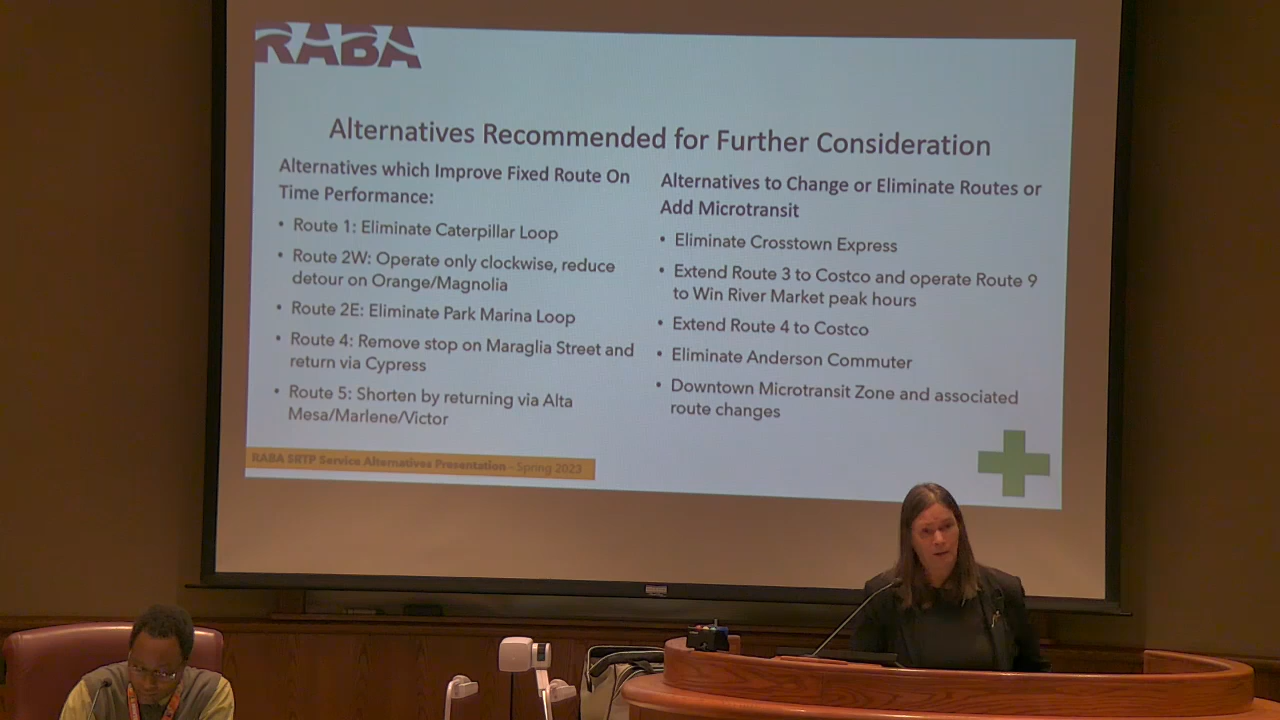 RABA
Alternatives Recommended for Further Consideration
Alternatives which Improve Fixed Route On
Time Performance:
• Route 1: Eliminate Caterpillar Loop
• Route 2W: Operate only clockwise, reduce
detour on Orange/Magnolia
• Route 2E: Eliminate Park Marina Loop
• Route 4: Remove stop on Maraglia Street and
return via Cypress
• Route 5: Shorten by returning via Alta
Mesa/Marlene/Victor
Alternatives to Change or Eliminate Routes or
Add Microtransit
• Eliminate Crosstown Express
• Extend Route 3 to Costco and operate Route 9
to Win River Market peak hours
• Extend Route 4 to Costco
• Eliminate Anderson Commuter
• Downtown Microtransit Zone and associated
route changes
RABA SRTP Service Alternatives Presentation – Spring 2023